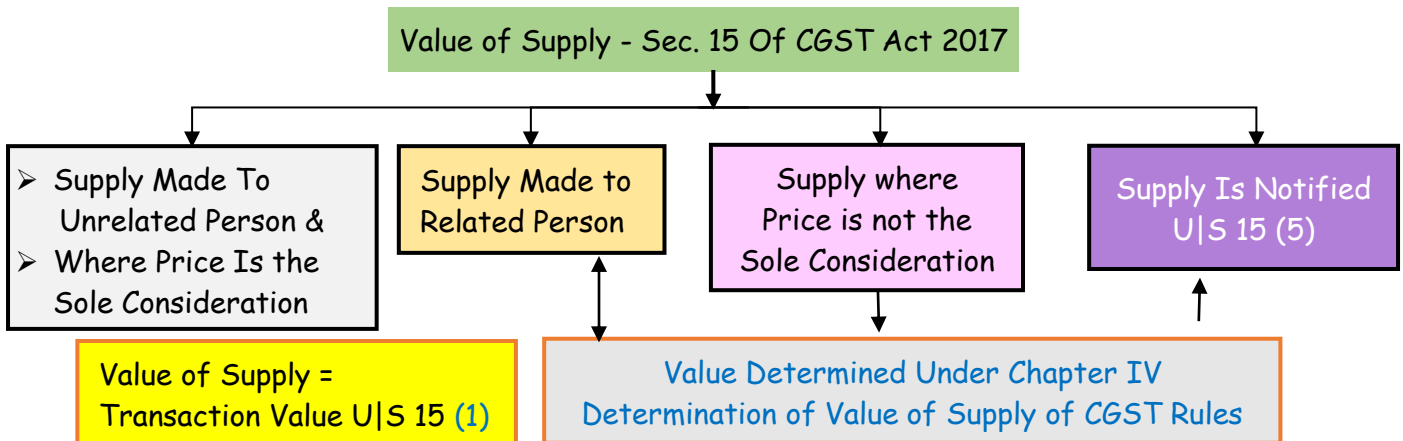 Value of Supply - Sec. 15 Of CGST Act 2017
➢ Supply Made To
Unrelated Person &
➢ Where Price Is the
Sole Consideration
Supply Made to
Related Person
Supply where
Price is not the
Sole Consideration
Supply Is Notified
U|S 15 (5)
Value of Supply =
Transaction Value U|S 15 (1)
Value Determined Under Chapter IV
Determination of Value of Supply of CGST Rules